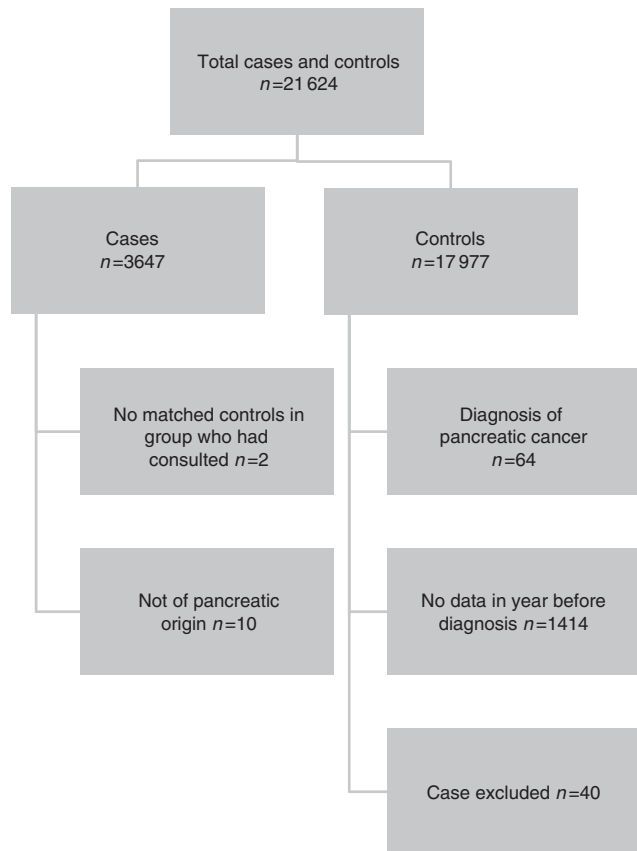 Total cases and controls
n=21 624
Cases
n=3647
Controls
n=17 977
No matched controls in
group who had
consulted n=2
Diagnosis of
pancreatic cancer
n=64
Not of pancreatic
origin n=10
No data in year before
diagnosis n=1414
Case excluded n=40